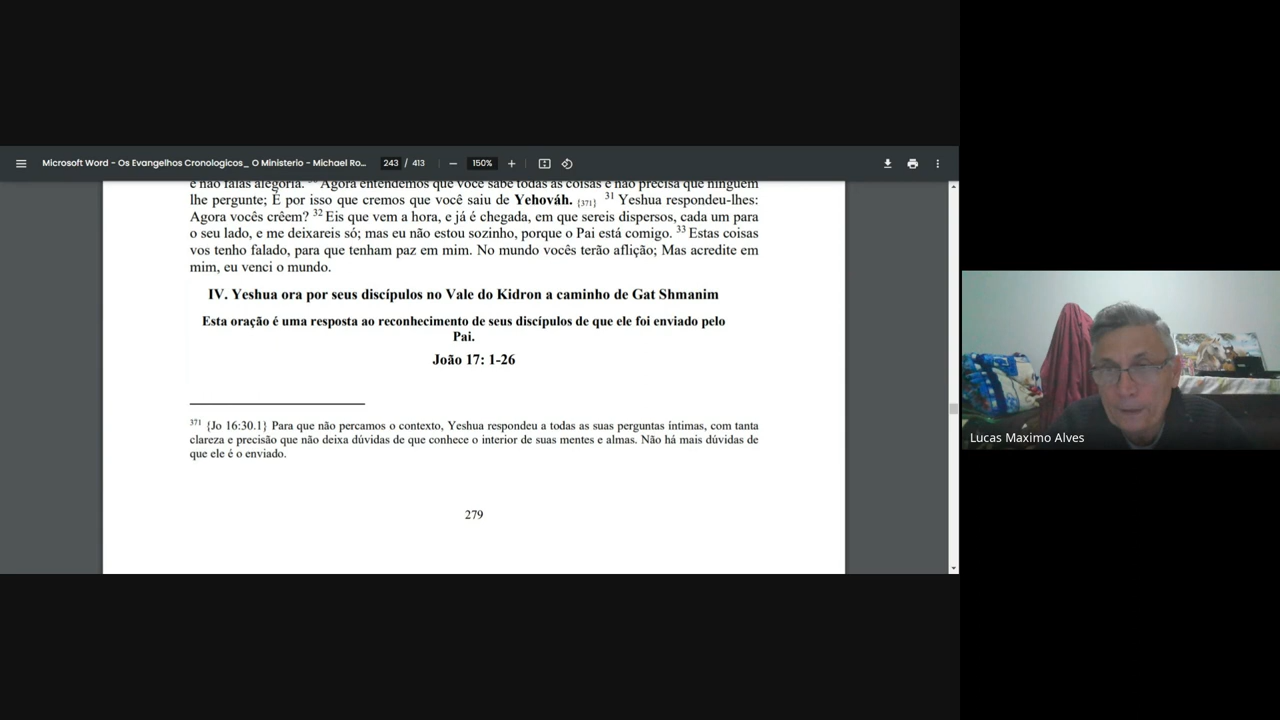 Microsoft Word - Os Evangelhos Cronologicos_ O Ministerio - Michael Ro... 243 / 413 150%
e não falas alegoria. Agora entendemos que você sabe todas as coisas e não precisa que ninguém
lhe pergunte; É por isso que cremos que você saiu de Yehováh. {371} 31 Yeshua respondeu-lhes:
Agora vocês crêem? 32 Eis que vem a hora, e já é chegada, em que sereis dispersos, cada um para
o seu lado, e me deixareis só; mas eu não estou sozinho, porque o Pai está comigo. 33 Estas coisas
vos tenho falado, para que tenham paz em mim. No mundo vocês terão aflição; Mas acredite em
mim, eu venci o mundo.
IV. Yeshua ora por seus discípulos no Vale do Kidron a caminho de Gat Shmanim
Esta oração é uma resposta ao reconhecimento de seus discípulos de que ele foi enviado pelo
Pai.
João 17: 1-26
371 {Jo 16:30.1} Para que não percamos o contexto, Yeshua respondeu a todas as suas perguntas íntimas, com tanta
clareza e precisão que não deixa dúvidas de que conhece o interior de suas mentes e almas. Não há mais dúvidas de
que ele é o enviado.
279
Lucas Maximo Alves